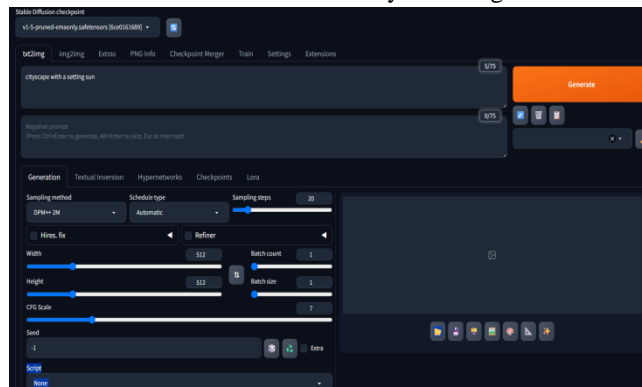 Stable Diffusion checkpoint
v1-5-pruned-emaonly.safetensors [6ce0161689]
txt2img img2img Extras PNG Info Checkpoint Merger Train Settings Extensions
5/75
cityscape with a setting sun
Generate
0/75
Negative prompt
(Press Ctrl+Enter to generate, Alt+Enter to skip, Esc to interrupt)
Generation Textual Inversion Hypernetworks Checkpoints Lora
Sampling method Schedule type Sampling steps 20
DPM++ 2M Automatic
Hires. fix Refiner
Width 512 Batch count 1
Height 512 Batch size 1
CFG Scale 7
Seed
-1 Extra
Script
None